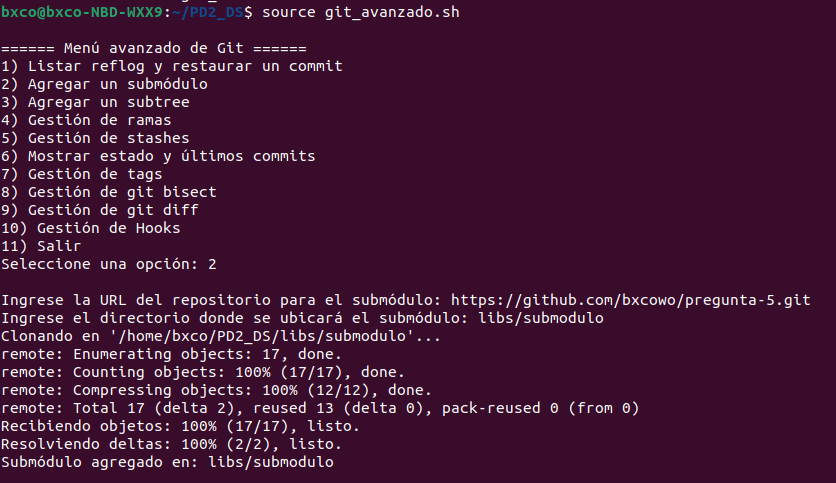 bxco@bxco-NBD-WXX9:~/PD2_DS$ source git_avanzado.sh
====== Menú avanzado de Git ======
1) Listar reflog y restaurar un commit
2) Agregar un submódulo
3) Agregar un subtree
4) Gestión de ramas
5) Gestión de stashes
6) Mostrar estado y últimos commits
7) Gestión de tags
8) Gestión de git bisect
9) Gestión de git diff
10) Gestión de Hooks
11) Salir
Seleccione una opción: 2
Ingrese la URL del repositorio para el submódulo: https://github.com/bxcowo/pregunta-5.git
Ingrese el directorio donde se ubicará el submódulo: libs/submodulo
Clonando en '/home/bxco/PD2_DS/libs/submodulo'...
remote: Enumerating objects: 17, done.
remote: Counting objects: 100% (17/17), done.
remote: Compressing objects: 100% (12/12), done.
remote: Total 17 (delta 2), reused 13 (delta 0), pack-reused 0 (from 0)
Recibiendo objetos: 100% (17/17), listo.
Resolviendo deltas: 100% (2/2), listo.
Submódulo agregado en: libs/submodulo